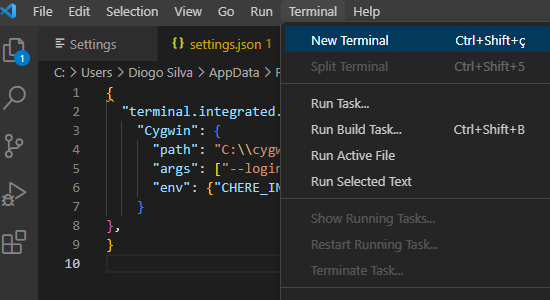 File Edit Selection View Go Run Terminal Help
Settings settings.json 1
C: > Users > Diogo Silva > AppData >
1 {
2 "terminal.integrated.
3 "Cygwin": {
4 "path": "C:\\cygw
5 "args": ["--login
6 "env": {"CHERE_IN
7 }
8 },
9 }
10
1
New Terminal Ctrl+Shift+ç
Split Terminal Ctrl+Shift+5
Run Task...
Run Build Task... Ctrl+Shift+B
Run Active File
Run Selected Text
Show Running Tasks...
Restart Running Task...
Terminate Task...